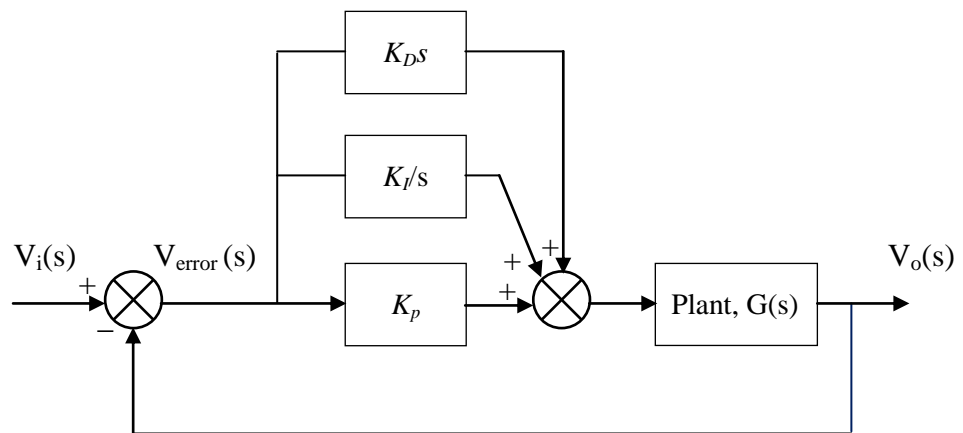 K_Ds
K_I/s
V_i(s)
V_error (s)
V_o(s)
+
+
+
+
K_p
Plant, G(s)
−